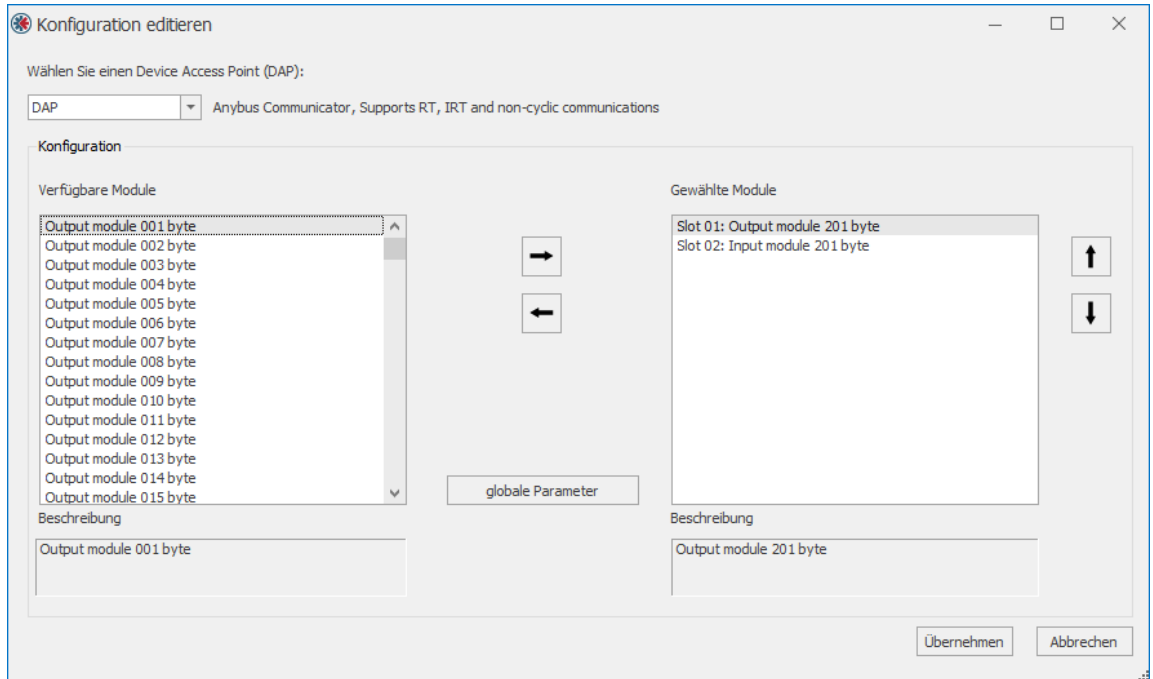 Konfiguration editieren
Wählen Sie einen Device Access Point (DAP):
DAP
Anybus Communicator, Supports RT, IRT and non-cyclic communications
Konfiguration
Verfügbare Module
Output module 001 byte
Output module 002 byte
Output module 003 byte
Output module 004 byte
Output module 005 byte
Output module 006 byte
Output module 007 byte
Output module 008 byte
Output module 009 byte
Output module 010 byte
Output module 011 byte
Output module 012 byte
Output module 013 byte
Output module 014 byte
Output module 015 byte
Beschreibung
Output module 001 byte
globale Parameter
Gewählte Module
Slot 01: Output module 201 byte
Slot 02: Input module 201 byte
Beschreibung
Output module 201 byte
Übernehmen
Abbrechen